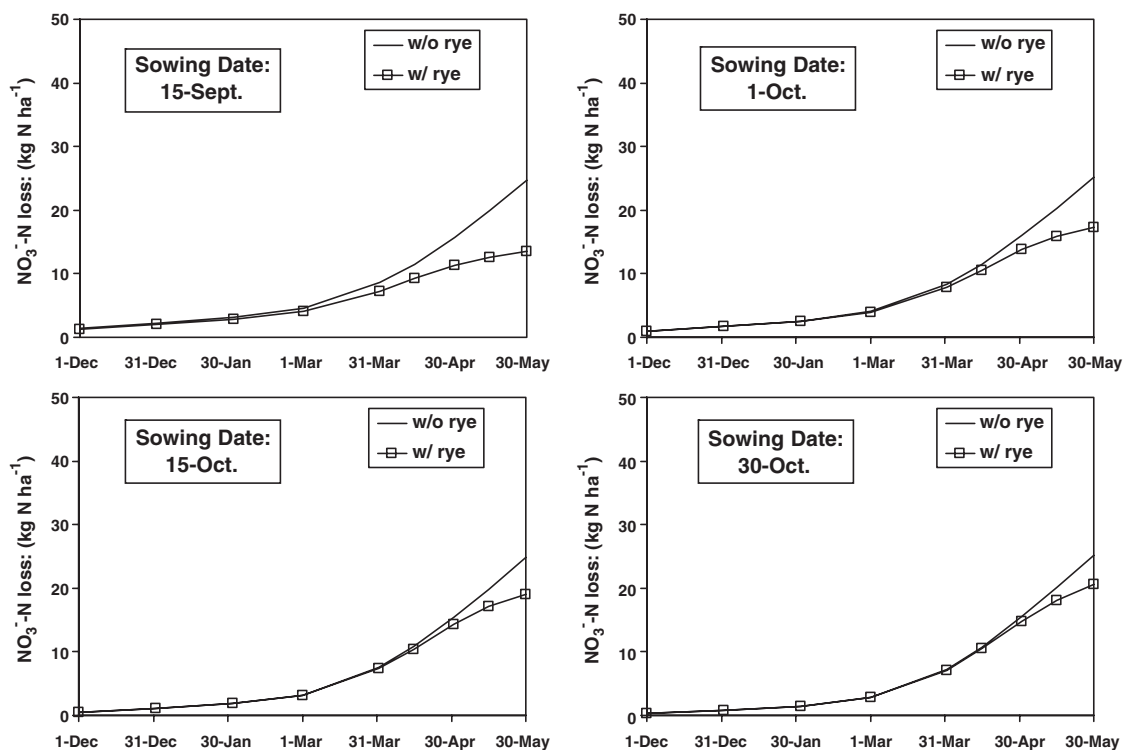 50
40
30
20
10
0
NO₃⁻-N loss: (kg N ha⁻¹)
Sowing Date:
15-Sept.
w/o rye
w/ rye
1-Dec 31-Dec 30-Jan 1-Mar 31-Mar 30-Apr 30-May
50
40
30
20
10
0
NO₃⁻-N loss: (kg N ha⁻¹)
Sowing Date:
1-Oct.
w/o rye
w/ rye
1-Dec 31-Dec 30-Jan 1-Mar 31-Mar 30-Apr 30-May
50
40
30
20
10
0
NO₃⁻-N loss: (kg N ha⁻¹)
Sowing Date:
15-Oct.
w/o rye
w/ rye
1-Dec 31-Dec 30-Jan 1-Mar 31-Mar 30-Apr 30-May
50
40
30
20
10
0
NO₃⁻-N loss: (kg N ha⁻¹)
Sowing Date:
30-Oct.
w/o rye
w/ rye
1-Dec 31-Dec 30-Jan 1-Mar 31-Mar 30-Apr 30-May